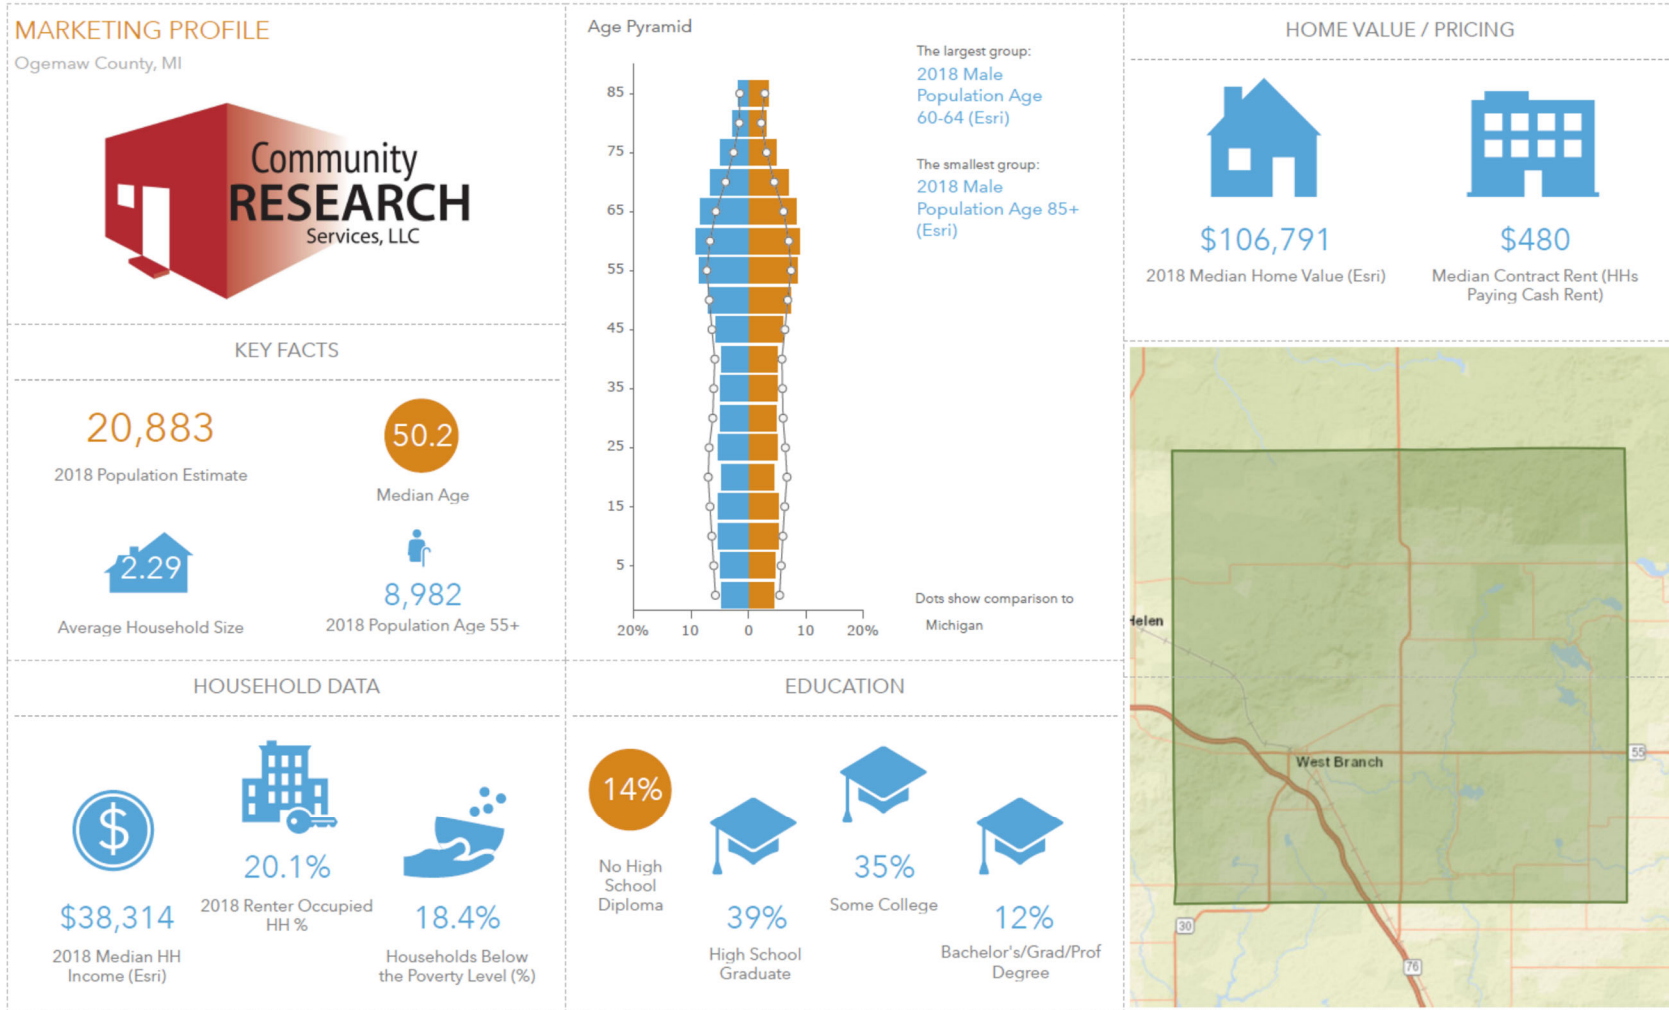 MARKETING PROFILE
Ogemaw County, MI
Community
RESEARCH
Services, LLC
KEY FACTS
20,883
2018 Population Estimate
50.2
Median Age
2.29
Average Household Size
8,982
2018 Population Age 55+
Age Pyramid
85
75
65
55
45
35
25
15
5
20%
10
0
10
20%
The largest group:
2018 Male
Population Age
60-64 (Esri)
The smallest group:
2018 Male
Population Age 85+
(Esri)
Dots show comparison to
Michigan
HOME VALUE / PRICING
$106,791
2018 Median Home Value (Esri)
$480
Median Contract Rent (HHs
Paying Cash Rent)
HOUSEHOLD DATA
$
$38,314
2018 Median HH
Income (Esri)
20.1%
2018 Renter Occupied
HH %
18.4%
Households Below
the Poverty Level (%)
EDUCATION
14%
No High
School
Diploma
39%
High School
Graduate
35%
Some College
12%
Bachelor's/Grad/Prof
Degree
Helen
West Branch
55
30
76